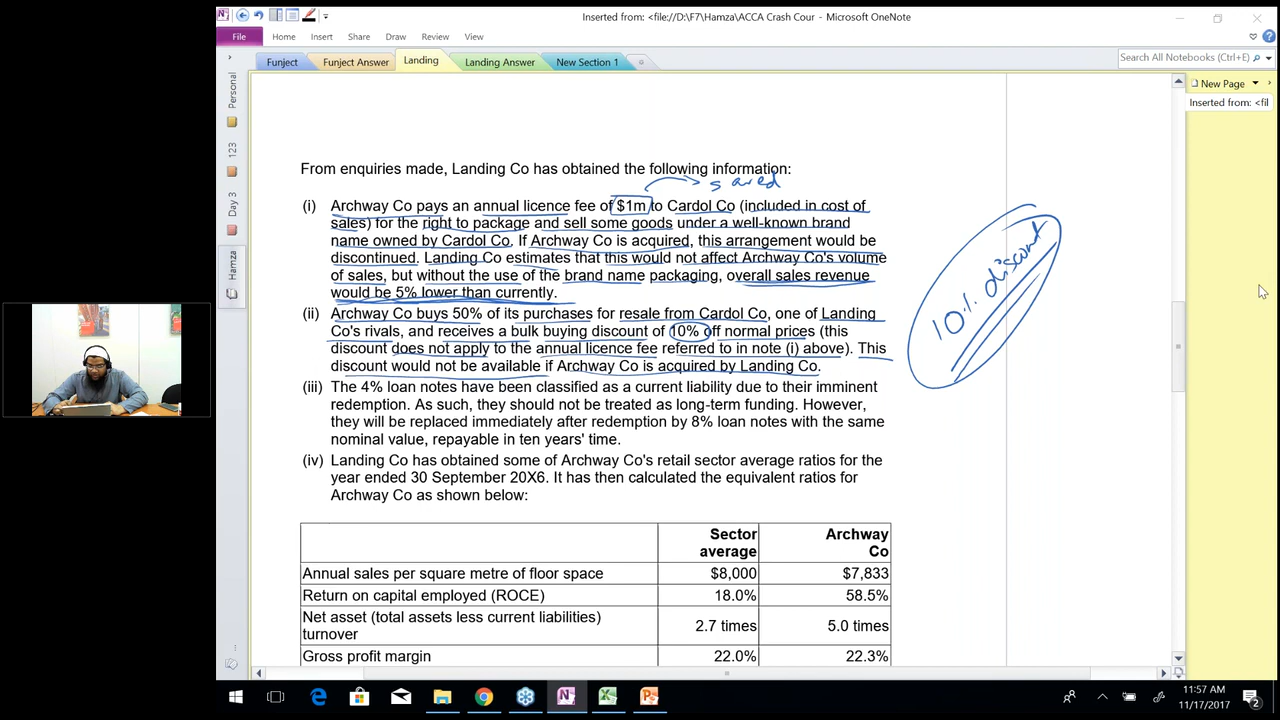 Inserted from: <file://D:\F7\Hamza\ACCA Crash Cour - Microsoft OneNote
File Home Insert Share Draw Review View
Funject Funject Answer Landing Landing Answer New Section 1
Search All Notebooks (Ctrl+E)
New Page
Inserted from: <fil
Personal
123
Day 3
Hamza
From enquiries made, Landing Co has obtained the following information:
saved
(i) Archway Co pays an annual licence fee of $1m to Cardol Co (included in cost of
sales) for the right to package and sell some goods under a well-known brand
name owned by Cardol Co. If Archway Co is acquired, this arrangement would be
discontinued. Landing Co estimates that this would not affect Archway Co's volume
of sales, but without the use of the brand name packaging, overall sales revenue
would be 5% lower than currently.
(ii) Archway Co buys 50% of its purchases for resale from Cardol Co, one of Landing
Co's rivals, and receives a bulk buying discount of 10% off normal prices (this
discount does not apply to the annual licence fee referred to in note (i) above). This
discount would not be available if Archway Co is acquired by Landing Co.
10% discount
(iii) The 4% loan notes have been classified as a current liability due to their imminent
redemption. As such, they should not be treated as long-term funding. However,
they will be replaced immediately after redemption by 8% loan notes with the same
nominal value, repayable in ten years' time.
(iv) Landing Co has obtained some of Archway Co's retail sector average ratios for the
year ended 30 September 20X6. It has then calculated the equivalent ratios for
Archway Co as shown below:
Sector Archway
average Co
Annual sales per square metre of floor space $8,000 $7,833
Return on capital employed (ROCE) 18.0% 58.5%
Net asset (total assets less current liabilities)
turnover 2.7 times 5.0 times
Gross profit margin 22.0% 22.3%
11:57 AM
11/17/2017
2